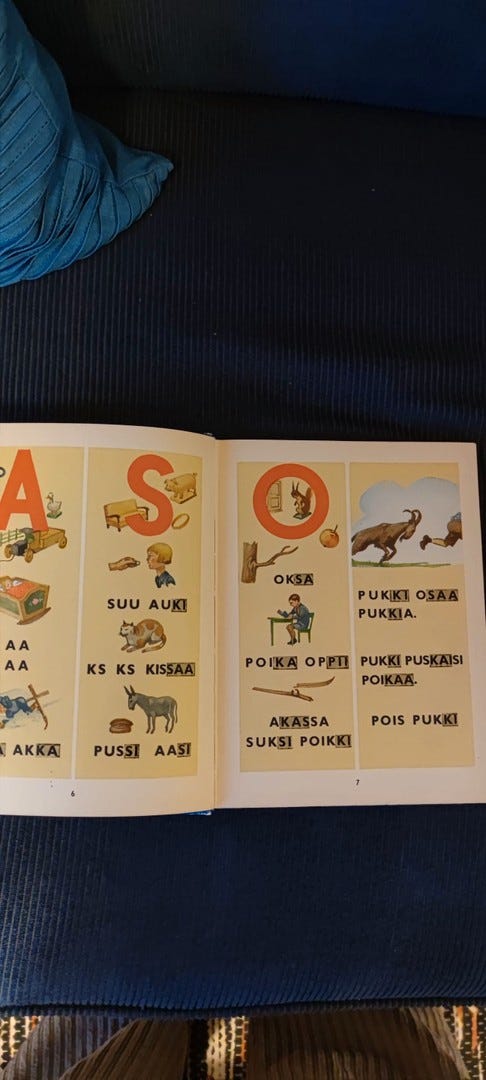 A
AA
AA
AKKA
6
S
SUU AUKI
KS KS KISSAA
PUSSI AASI
O
OKSA
POIKA OPPII
AKASSA
SUKSI POIKKI
PUKKI OSAA
PUKKIA.
PUKKI PUSKAISI
POIKAA.
POIS PUKKI
7